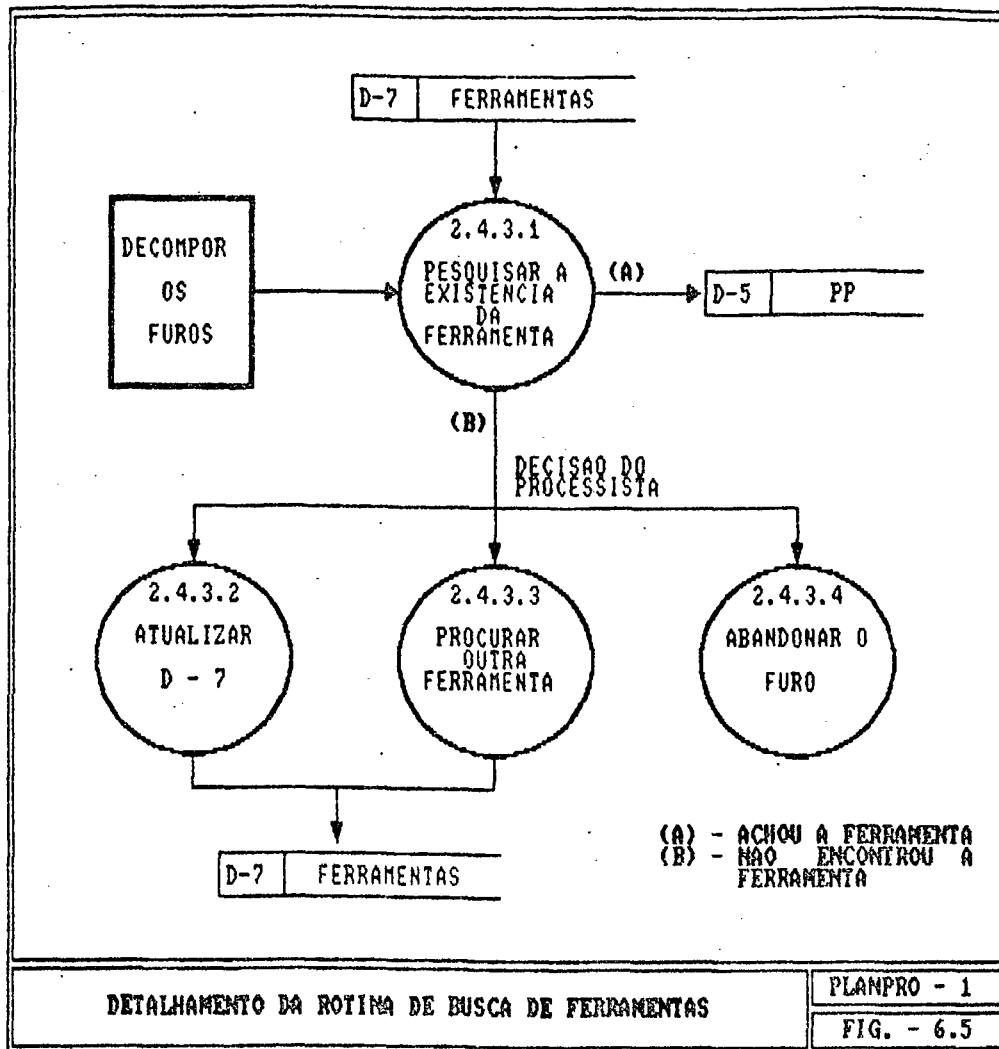 D-7 FERRAMENTAS
DECOMPOR
OS
FUROS
2.4.3.1
PESQUISAR A
EXISTENCIA
DA
FERRAMENTA
(A)
D-5 PP
(B)
DECISAO DO
PROCESSISTA
2.4.3.2
ATUALIZAR
D - 7
2.4.3.3
PROCURAR
OUTRA
FERRAMENTA
2.4.3.4
ABANDONAR O
FURO
D-7 FERRAMENTAS
(A) - ACHOU A FERRAMENTA
(B) - NAO ENCONTROU A
FERRAMENTA
DETALHAMENTO DA ROTINA DE BUSCA DE FERRAMENTAS
PLANPRO - 1
FIG. - 6.5